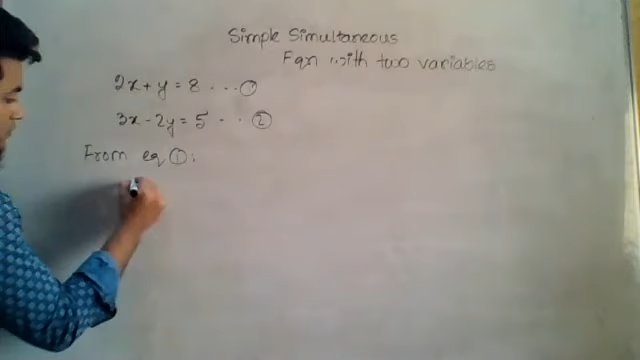 Simple Simultaneous
Eqn with two variables
2x + y = 8 ... ①
3x - 2y = 5 .. ②
From eq ①: